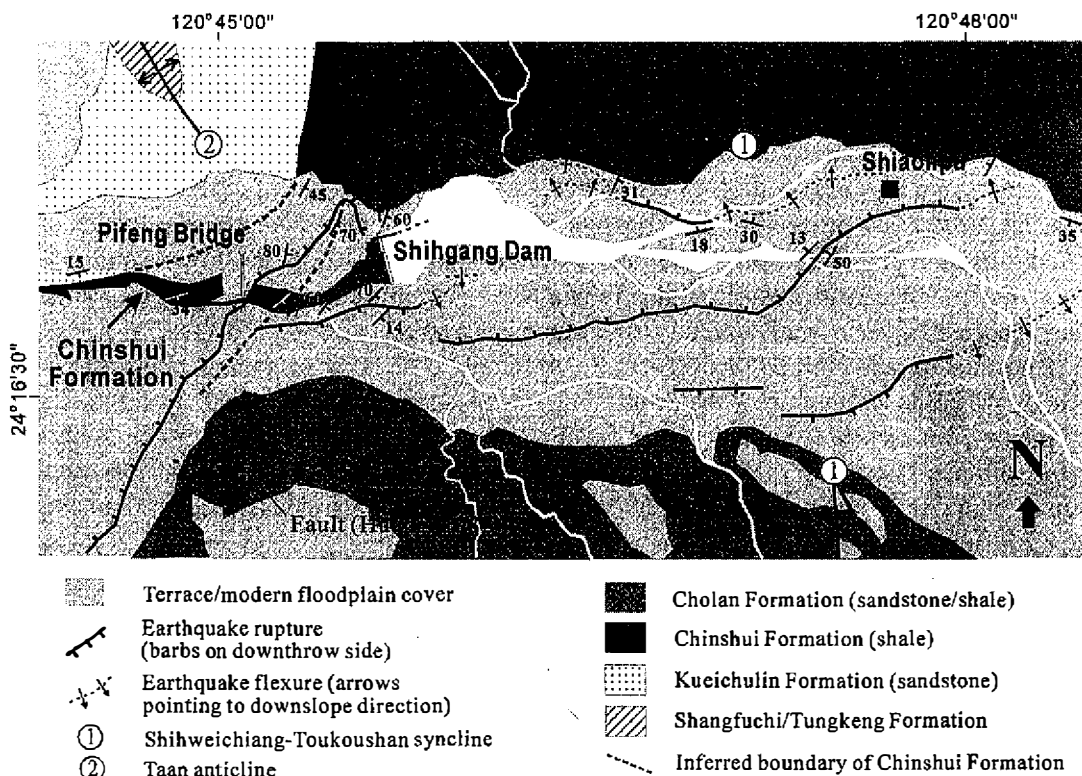 120°45'00"
120°48'00"
②
①
Shiaolipu
45
31
60
70
Pifeng Bridge
80
Shihgang Dam
18
30
13
50
35
15
34
60
70
14
Chinshui
Formation
24°16'30"
①
N
Fault
Terrace/modern floodplain cover
Earthquake rupture
(barbs on downthrow side)
Earthquake flexure (arrows
pointing to downslope direction)
① Shihweichiang-Toukoushan syncline
② Taan anticline
Cholan Formation (sandstone/shale)
Chinshui Formation (shale)
Kueichulin Formation (sandstone)
Shangfuchi/Tungkeng Formation
Inferred boundary of Chinshui Formation